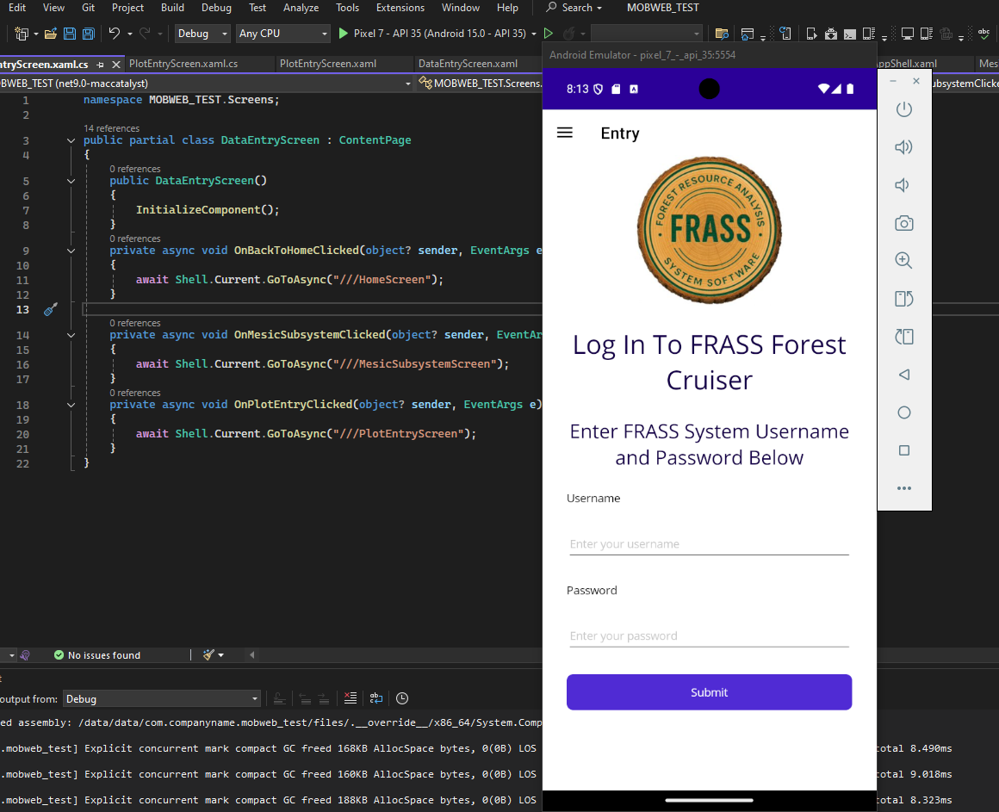 Edit View Git Project Build Debug Test Analyze Tools Extensions Window Help Search MOBWEB_TEST
Debug Any CPU Pixel 7 - API 35 (Android 15.0 - API 35)
ntryScreen.xaml.cs PlotEntryScreen.xaml.cs PlotEntryScreen.xaml DataEntryScreen.xaml ppShell.xaml Mes
BWEB_TEST (net9.0-maccatalyst) MOBWEB_TEST.Screens. ubsystemClicke
1 namespace MOBWEB_TEST.Screens;
2
14 references
3 public partial class DataEntryScreen : ContentPage
4 {
0 references
5 public DataEntryScreen()
6 {
7 InitializeComponent();
8 }
0 references
9 private async void OnBackToHomeClicked(object? sender, EventArgs e
10 {
11 await Shell.Current.GoToAsync("///HomeScreen");
12 }
13
0 references
14 private async void OnMesicSubsystemClicked(object? sender, EventAr
15 {
16 await Shell.Current.GoToAsync("///MesicSubsystemScreen");
17 }
0 references
18 private async void OnPlotEntryClicked(object? sender, EventArgs e)
19 {
20 await Shell.Current.GoToAsync("///PlotEntryScreen");
21 }
22 }
No issues found
t
output from: Debug
ed assembly: /data/data/com.companyname.mobweb_test/files/.__override__/x86_64/System.Comp
.mobweb_test] Explicit concurrent mark compact GC freed 168KB AllocSpace bytes, 0(0B) LOS total 8.490ms
.mobweb_test] Explicit concurrent mark compact GC freed 160KB AllocSpace bytes, 0(0B) LOS total 9.018ms
.mobweb_test] Explicit concurrent mark compact GC freed 188KB AllocSpace bytes, 0(0B) LOS total 8.323ms
Android Emulator - pixel_7_-_api_35:5554
8:13
Entry
FOREST RESOURCE ANALYSIS
FRASS
SYSTEM SOFTWARE
Log In To FRASS Forest
Cruiser
Enter FRASS System Username
and Password Below
Username
Enter your username
Password
Enter your password
Submit